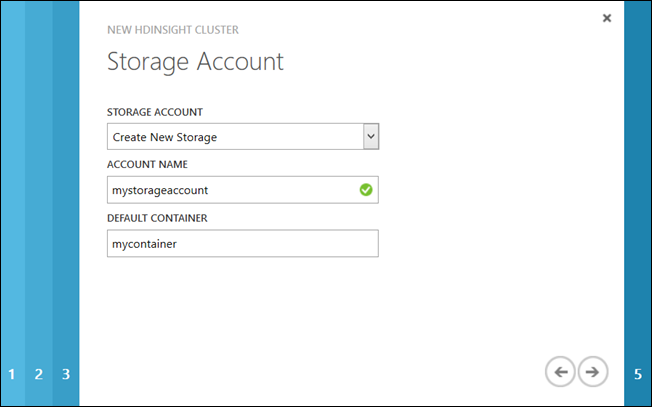 NEW HDINSIGHT CLUSTER
Storage Account
STORAGE ACCOUNT
Create New Storage
ACCOUNT NAME
mystorageaccount
DEFAULT CONTAINER
mycontainer
1 2 3 5